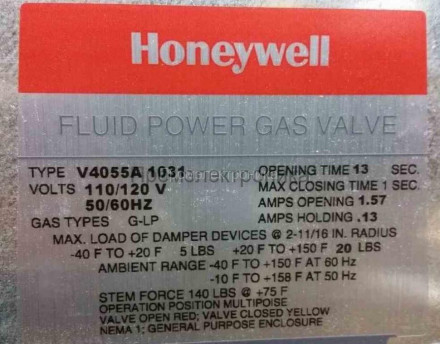 Honeywell
FLUID POWER GAS VALVE
TYPE V4055A 1031 OPENING TIME 13 SEC.
VOLTS 110/120 V MAX CLOSING TIME 1 SEC.
50/60HZ AMPS OPENING 1.57
GAS TYPES G-LP AMPS HOLDING .13
MAX. LOAD OF DAMPER DEVICES @ 2-11/16 IN. RADIUS
-40 F TO +20 F 5 LBS +20 F TO +150 F 20 LBS
AMBIENT RANGE -40 F TO +150 F AT 60 Hz
-10 F TO +158 F AT 50 Hz
STEM FORCE 140 LBS @ +75 F
OPERATION POSITION MULTIPOISE
VALVE OPEN RED; VALVE CLOSED YELLOW
NEMA 1; GENERAL PURPOSE ENCLOSURE